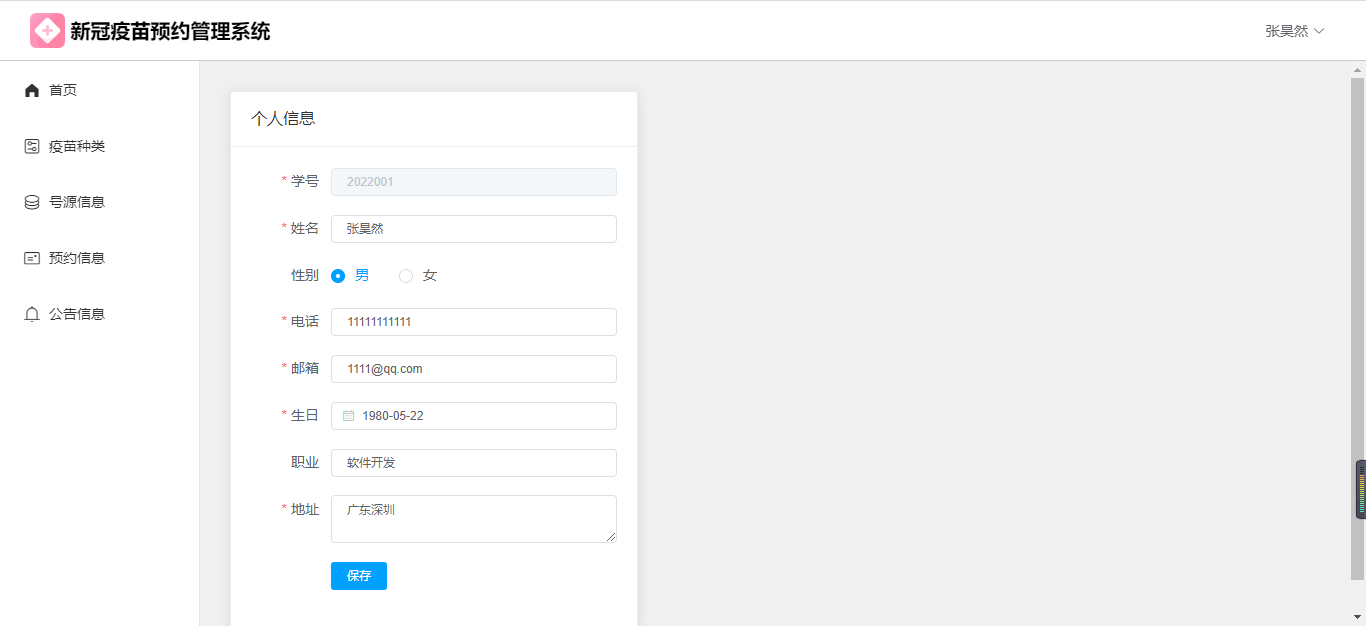 新冠疫苗预约管理系统
张昊然
首页
疫苗种类
号源信息
预约信息
公告信息
个人信息
* 学号 2022001
* 姓名 张昊然
性别 男 女
* 电话 11111111111
* 邮箱 1111@qq.com
* 生日 1980-05-22
职业 软件开发
* 地址 广东深圳
保存